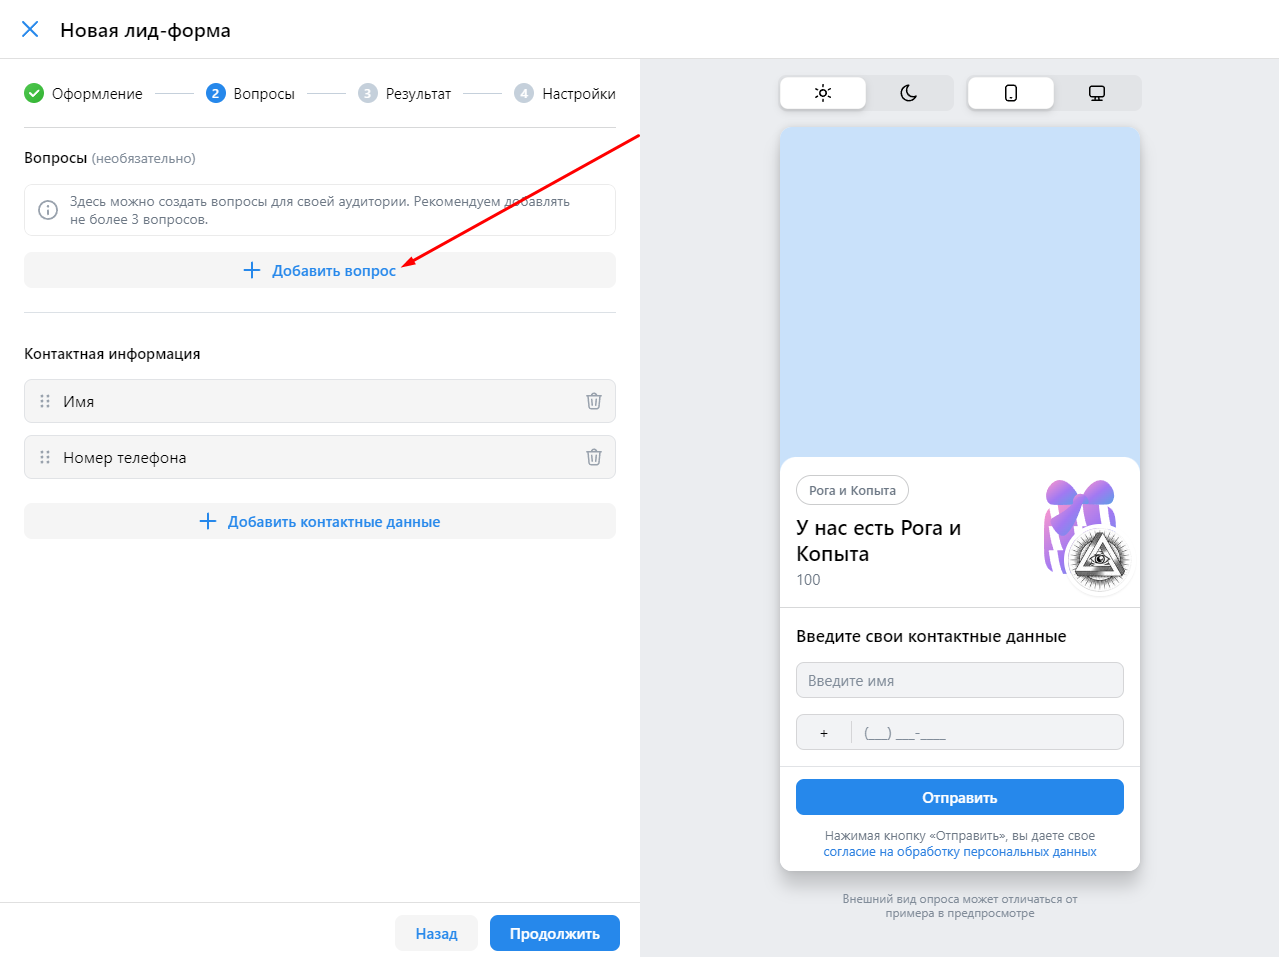 Новая лид-форма
Оформление
2 Вопросы
3 Результат
4 Настройки
Вопросы (необязательно)
Здесь можно создать вопросы для своей аудитории. Рекомендуем добавлять
не более 3 вопросов.
Добавить вопрос
Контактная информация
Имя
Номер телефона
Добавить контактные данные
Назад
Продолжить
Рога и Копыта
У нас есть Рога и
Копыта
100
Введите свои контактные данные
Введите имя
+ (___) ___-____
Отправить
Нажимая кнопку «Отправить», вы даете свое
согласие на обработку персональных данных
Внешний вид опроса может отличаться от
примера в предпросмотре